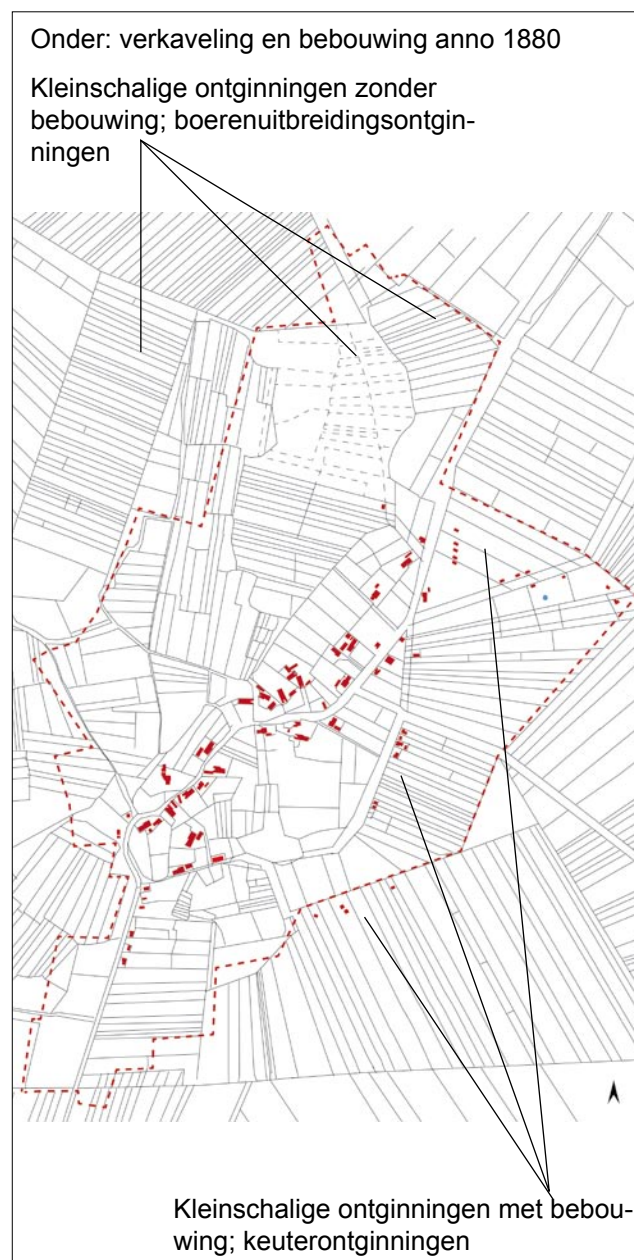 Onder: verkaveling en bebouwing anno 1880
Kleinschalige ontginningen zonder
bebouwing; boerenuitbreidingsontgin-
ningen
Kleinschalige ontginningen met bebou-
wing; keuterontginningen